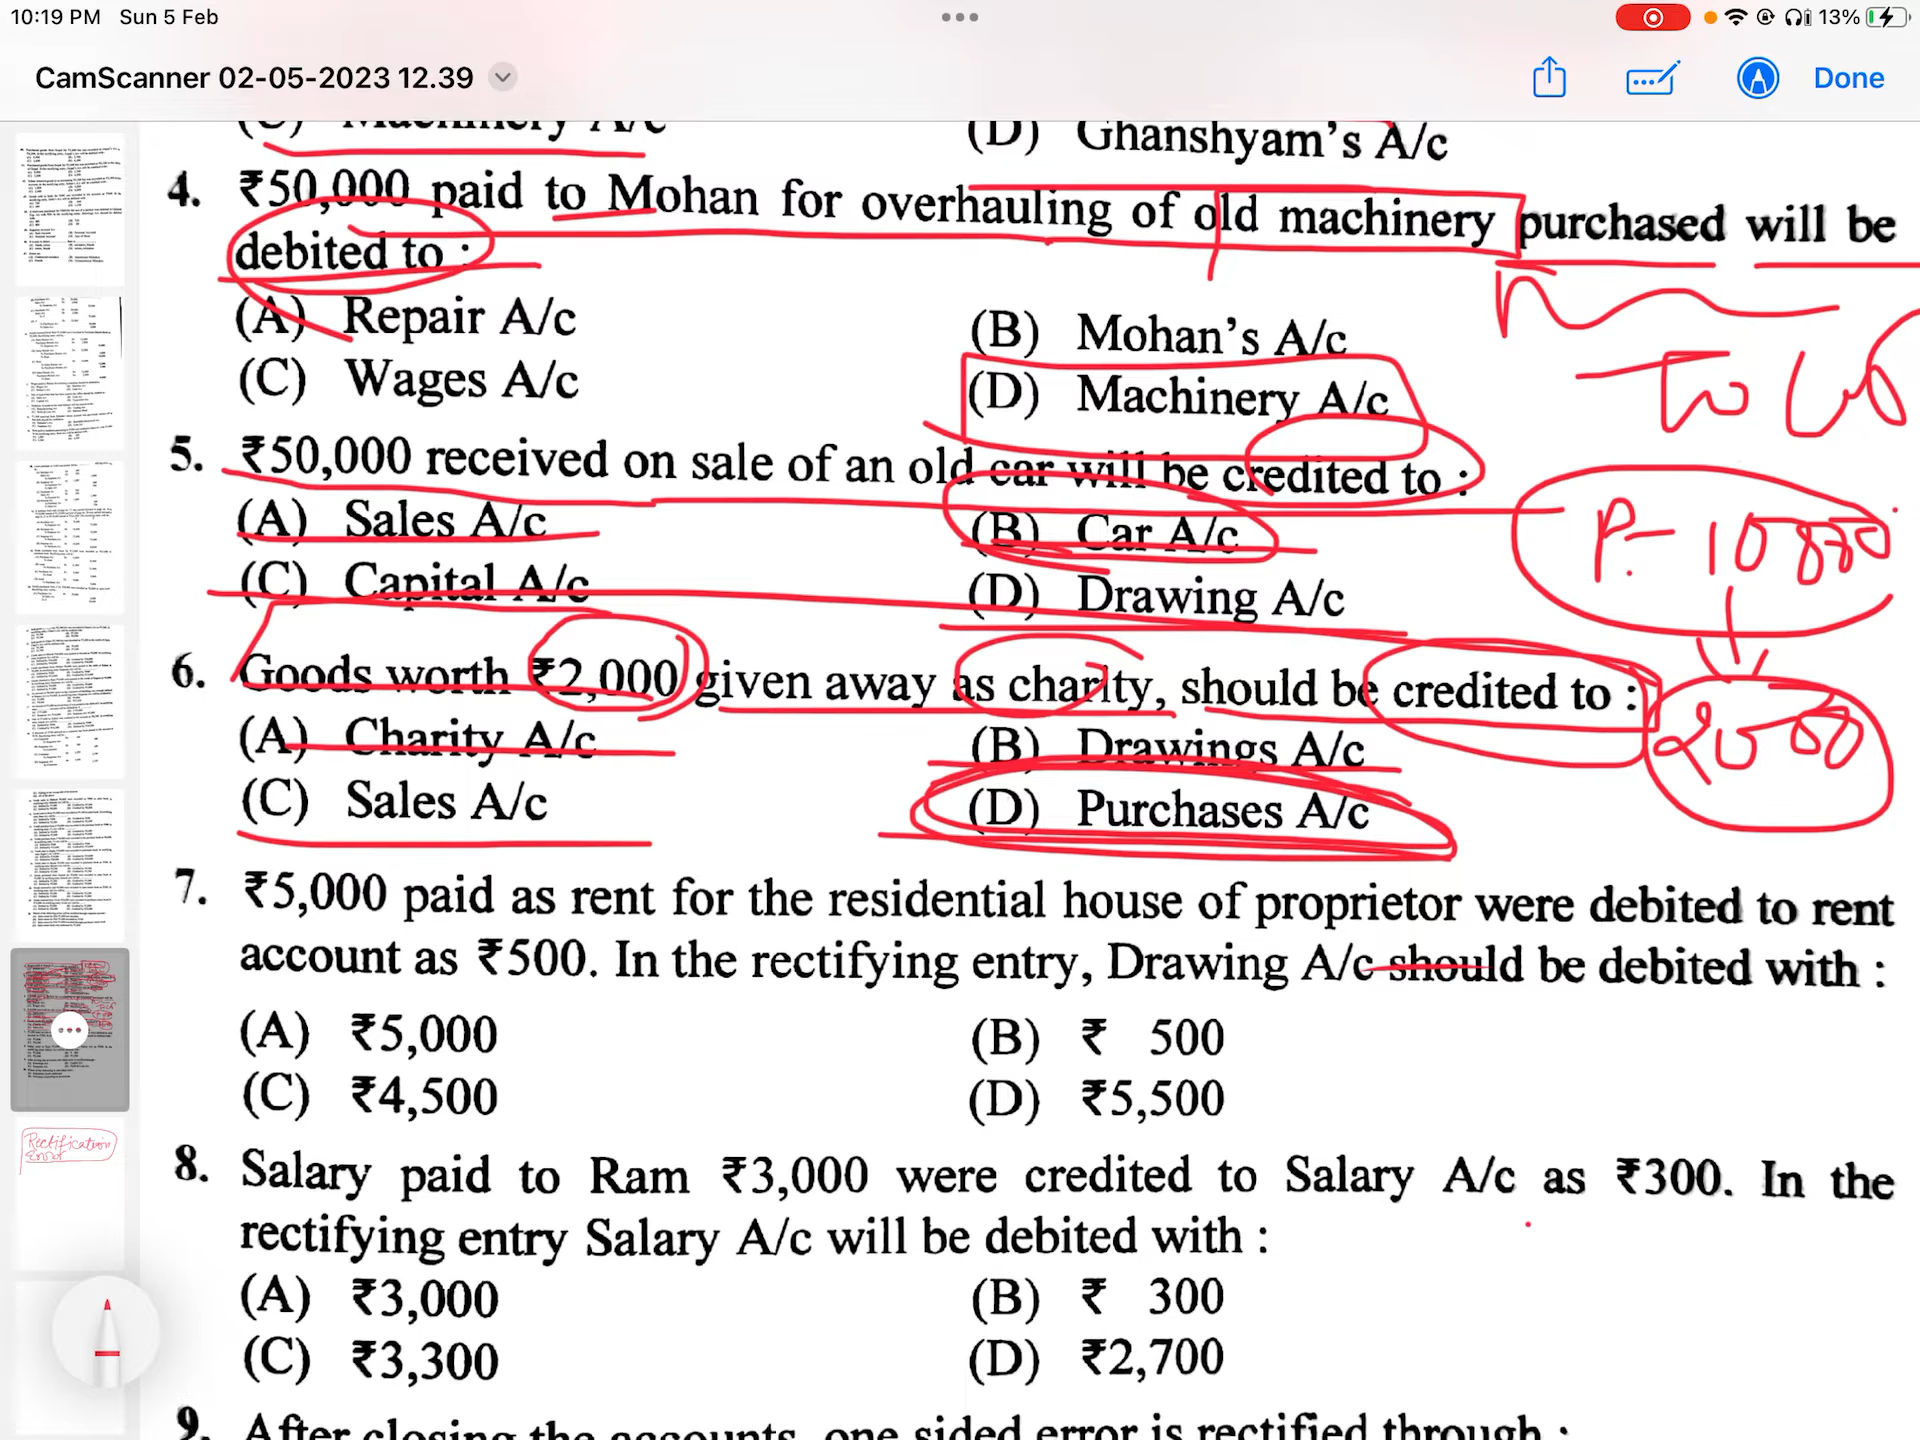 10:19 PM Sun 5 Feb
13%
CamScanner 02-05-2023 12.39
Done
(C) Machinery A/c (D) Ghanshyam's A/c
4. ₹50,000 paid to Mohan for overhauling of old machinery purchased will be
debited to :
(A) Repair A/c (B) Mohan's A/c
(C) Wages A/c (D) Machinery A/c
5. ₹50,000 received on sale of an old car will be credited to :
(A) Sales A/c (B) Car A/c
(C) Capital A/c (D) Drawing A/c
6. Goods worth ₹2,000 given away as charity, should be credited to :
(A) Charity A/c (B) Drawings A/c
(C) Sales A/c (D) Purchases A/c
7. ₹5,000 paid as rent for the residential house of proprietor were debited to rent
account as ₹500. In the rectifying entry, Drawing A/c should be debited with :
(A) ₹5,000 (B) ₹ 500
(C) ₹4,500 (D) ₹5,500
8. Salary paid to Ram ₹3,000 were credited to Salary A/c as ₹300. In the
rectifying entry Salary A/c will be debited with :
(A) ₹3,000 (B) ₹ 300
(C) ₹3,300 (D) ₹2,700
9. After closing the accounts, one sided error is rectified through :
To
2000
Rectification
Error